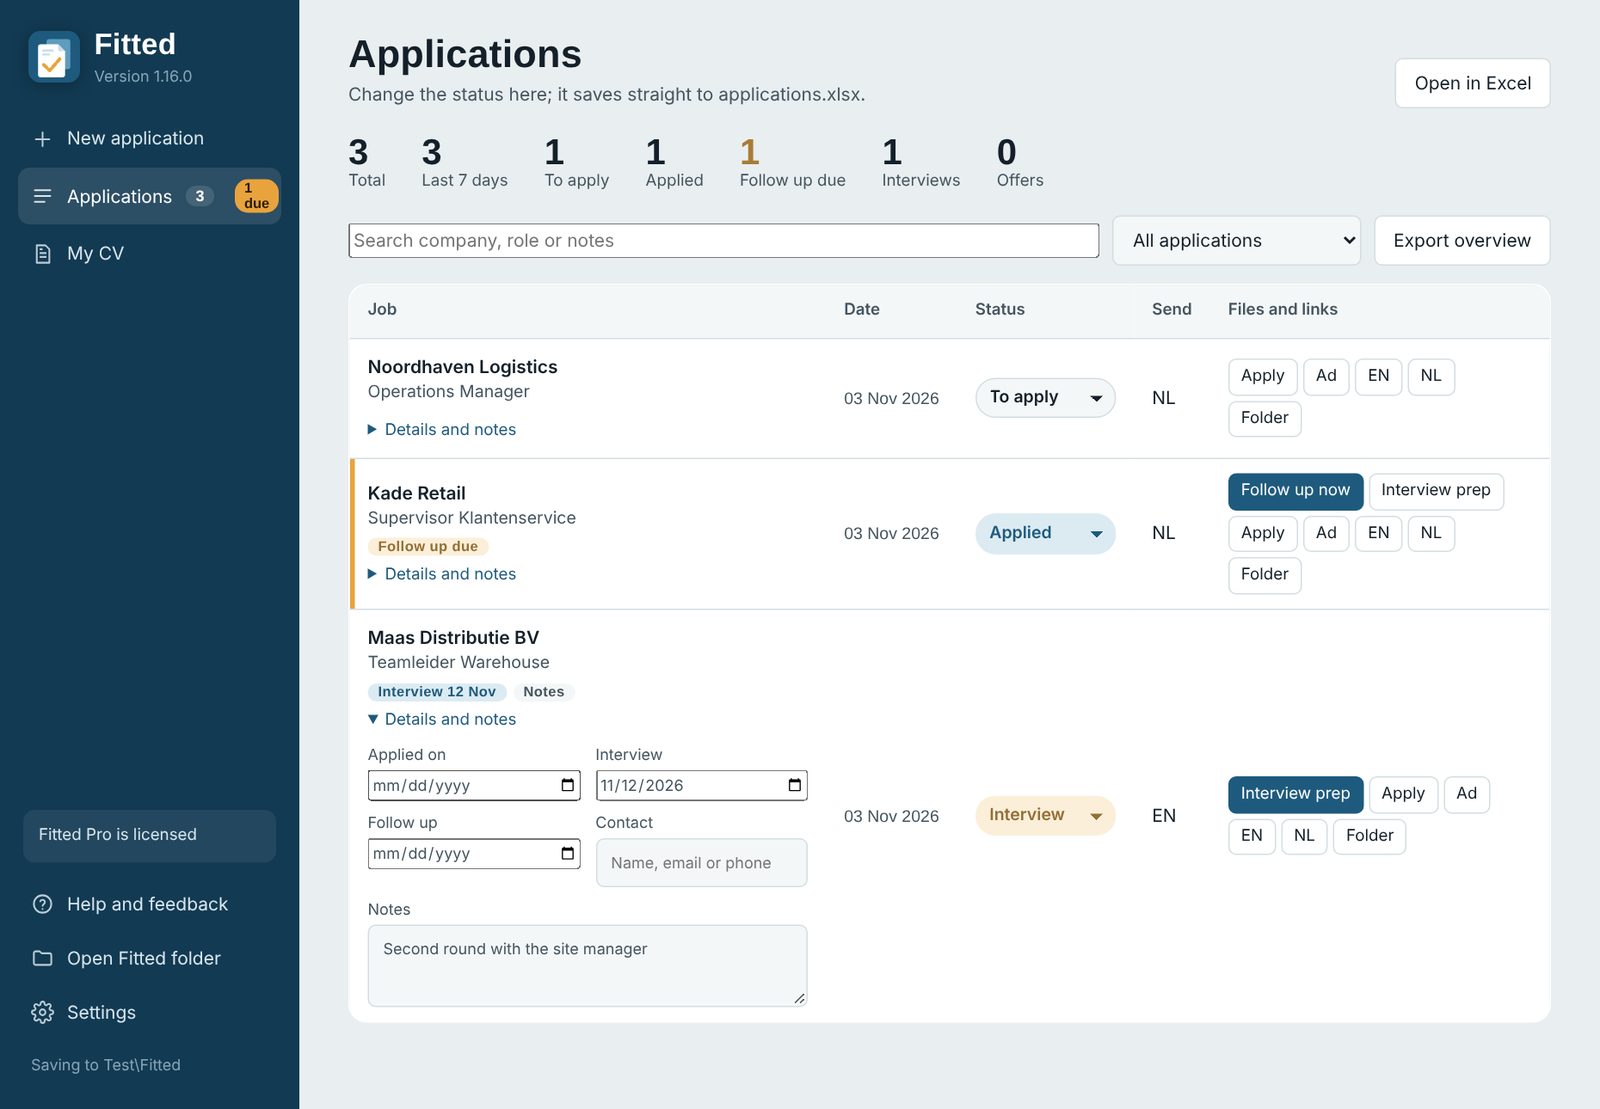 Fitted
Version 1.16.0
New application
Applications 3 1 due
My CV
Fitted Pro is licensed
Help and feedback
Open Fitted folder
Settings
Saving to Test\Fitted
Applications
Change the status here; it saves straight to applications.xlsx.
Open in Excel
3 3 1 1 1 1 0
Total Last 7 days To apply Applied Follow up due Interviews Offers
Search company, role or notes All applications Export overview
Job Date Status Send Files and links
Noordhaven Logistics
Operations Manager
Details and notes
03 Nov 2026 To apply NL
Apply Ad EN NL
Folder
Kade Retail
Supervisor Klantenservice
Follow up due
Details and notes
03 Nov 2026 Applied NL
Follow up now Interview prep
Apply Ad EN NL
Folder
Maas Distributie BV
Teamleider Warehouse
Interview 12 Nov Notes
Details and notes
Applied on Interview
mm/dd/yyyy 11/12/2026
Follow up Contact
mm/dd/yyyy Name, email or phone
Notes
Second round with the site manager
03 Nov 2026 Interview EN
Interview prep Apply Ad
EN NL Folder